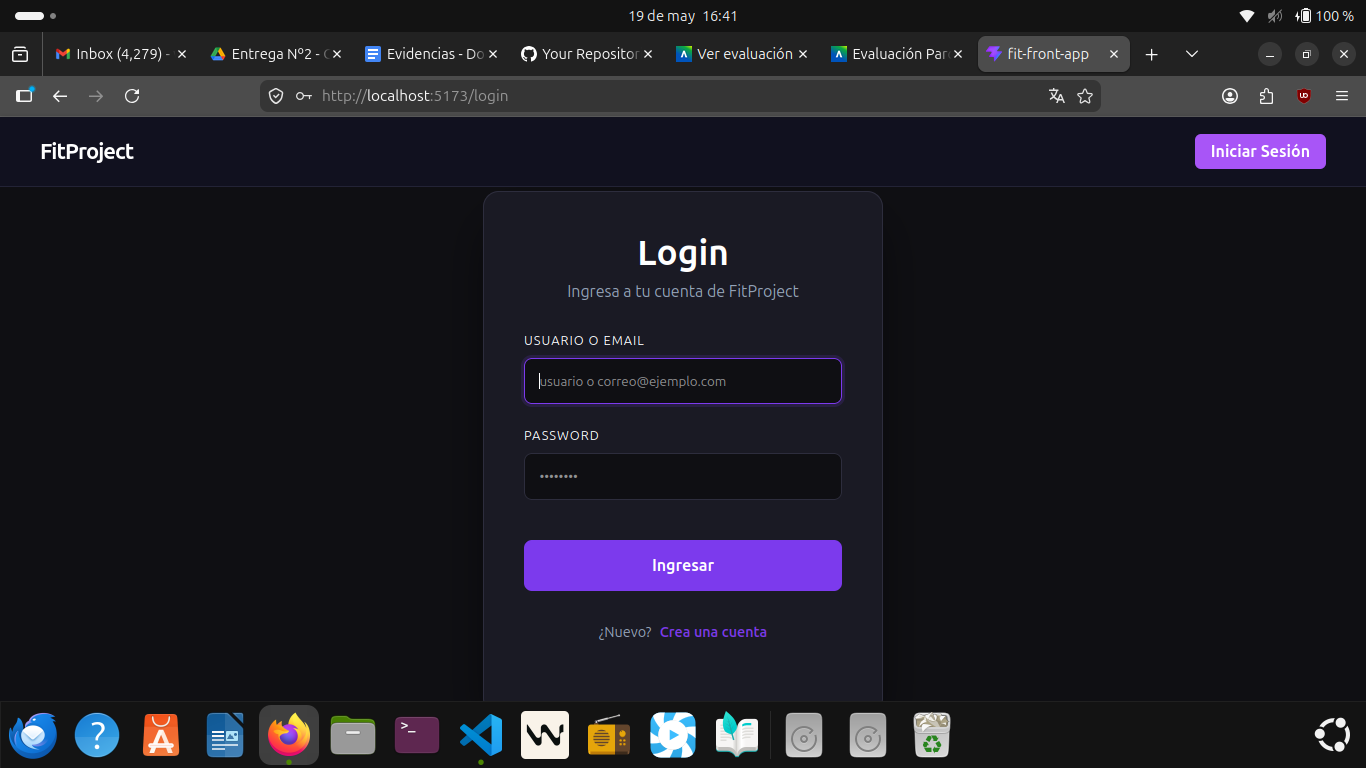 19 de may 16:41
100 %
Inbox (4,279) -
Entrega Nº2 -
Evidencias - Do
Your Repositor
Ver evaluación
Evaluación Par
fit-front-app
http://localhost:5173/login
FitProject
Iniciar Sesión
Login
Ingresa a tu cuenta de FitProject
USUARIO O EMAIL
usuario o correo@ejemplo.com
PASSWORD
••••••••
Ingresar
¿Nuevo? Crea una cuenta